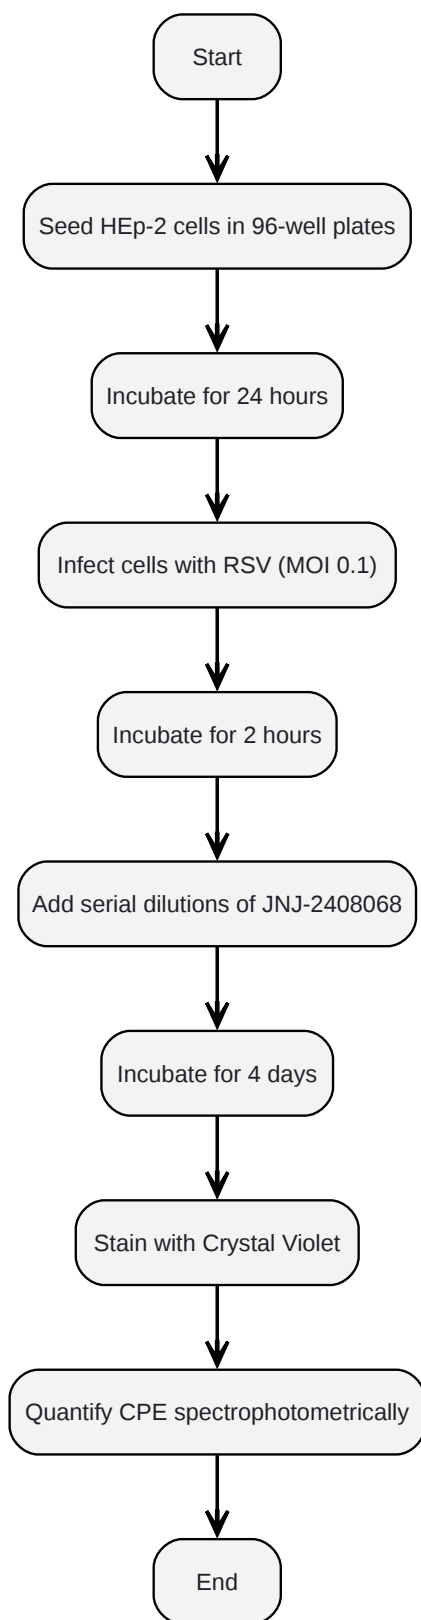 Start
Seed HEp-2 cells in 96-well plates
Incubate for 24 hours
Infect cells with RSV (MOI 0.1)
Incubate for 2 hours
Add serial dilutions of JNJ-2408068
Incubate for 4 days
Stain with Crystal Violet
Quantify CPE spectrophotometrically
End